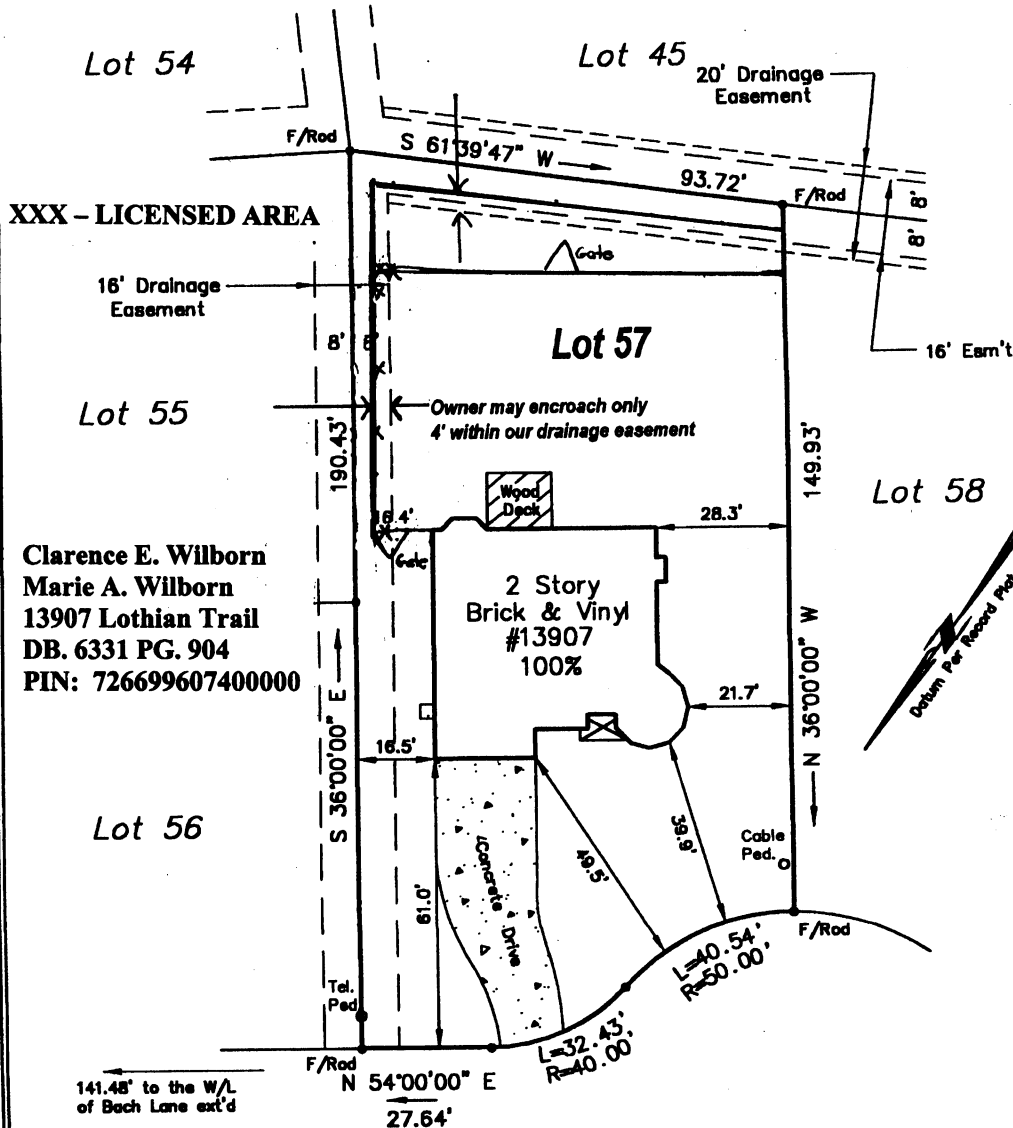 Lot 54
Lot 45
20' Drainage
Easement
F/Rod
S 61°39'47" W
93.72'
F/Rod
8'
8'
XXX – LICENSED AREA
Gate
16' Drainage
Easement
8'
8'
Lot 57
16' Esm't
Lot 55
Owner may encroach only
4' within our drainage easement
190.43'
149.93'
Lot 58
Wood
Deck
16.4'
28.3'
Gate
Clarence E. Wilborn
Marie A. Wilborn
13907 Lothian Trail
DB. 6331 PG. 904
PIN: 726699607400000
2 Story
Brick & Vinyl
#13907
100%
Datum Per Record Plat
S 36°00'00" E
N 36°00'00" W
21.7'
16.5'
Lot 56
39.9'
49.5'
Cable
Ped.
61.0'
Concrete Drive
F/Rod
L=40.54'
R=50.00'
Tel.
Ped
L=32.43'
R=40.00'
F/Rod
N 54°00'00" E
27.64'
141.48' to the W/L
of Bach Lane ext'd